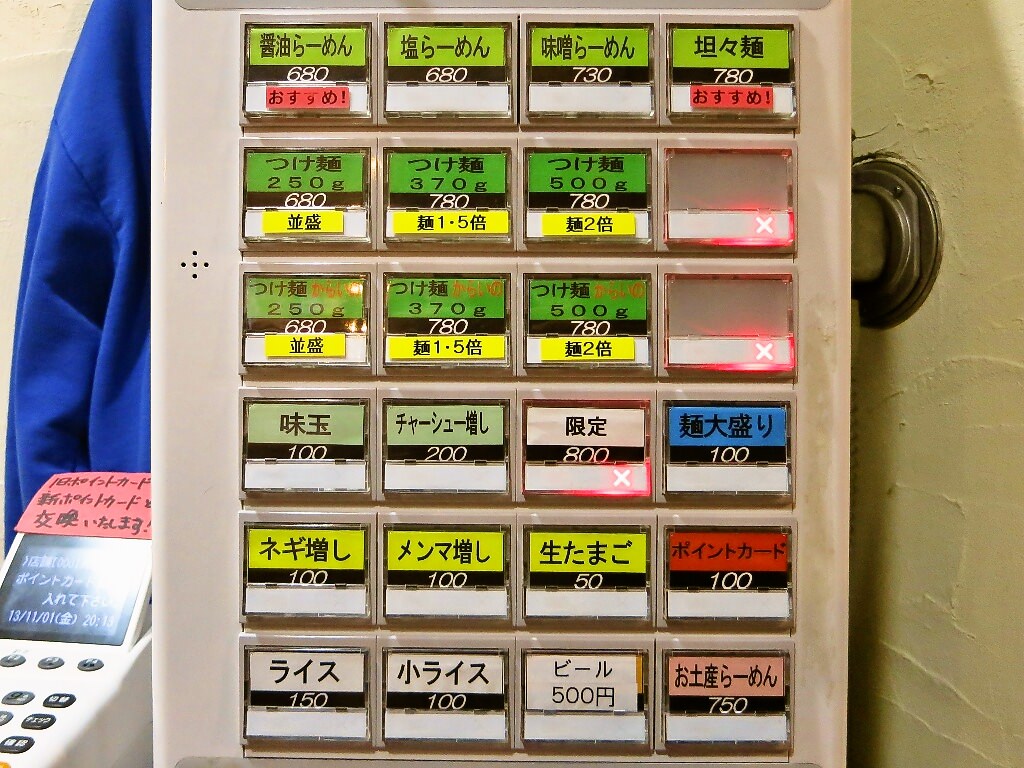 醤油らーめん
680
おすすめ!
塩らーめん
680
味噌らーめん
730
坦々麺
780
おすすめ!
つけ麺
250g
680
並盛
つけ麺
370g
780
麺1・5倍
つけ麺
500g
780
麺2倍
×
つけ麺 からいの
250g
680
並盛
つけ麺 からいの
370g
780
麺1・5倍
つけ麺 からいの
500g
780
麺2倍
×
味玉
100
チャーシュー増し
200
限定
800
×
麺大盛り
100
ネギ増し
100
メンマ増し
100
生たまご
50
ポイントカード
100
ライス
150
小ライス
100
ビール
500円
お土産らーめん
750
旧ポイントカード
新ポイントカードと
交換いたします!
ポイントカード
入れて下さい
13/11/01(金) 20:13